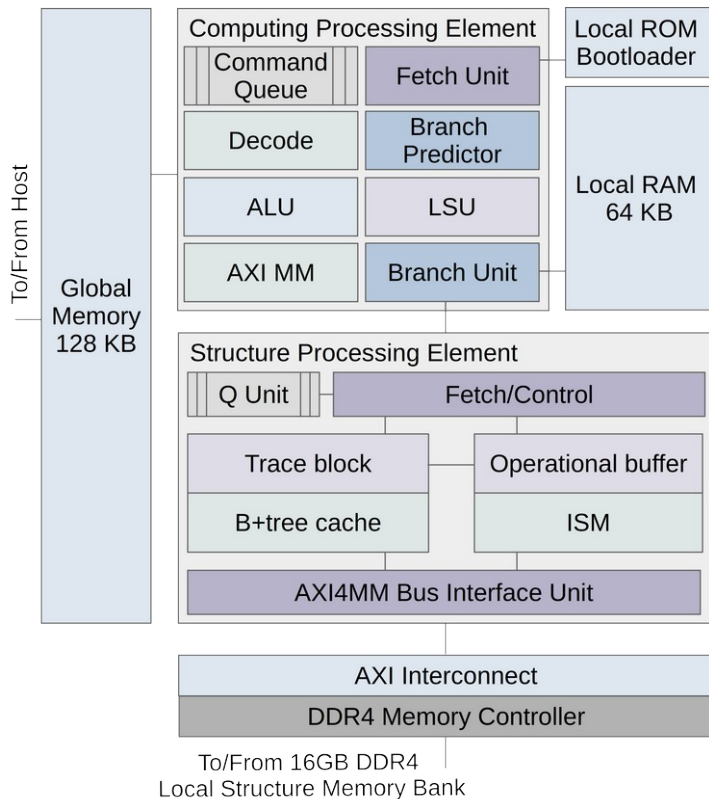 Computing Processing Element
Command
Queue
Fetch Unit
Decode
Branch
Predictor
ALU
LSU
AXI MM
Branch Unit
Local ROM
Bootloader
Local RAM
64 KB
To/From Host
Global
Memory
128 KB
Structure Processing Element
Q Unit
Fetch/Control
Trace block
Operational buffer
B+tree cache
ISM
AXI4MM Bus Interface Unit
AXI Interconnect
DDR4 Memory Controller
To/From 16GB DDR4
Local Structure Memory Bank